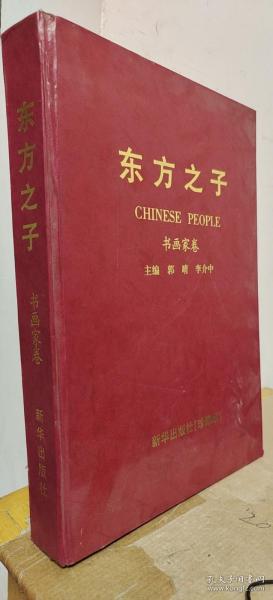 东方之子
CHINESE PEOPLE
书画家卷
主编 郭晴 李介中
新华出版社
东方之子
书画家卷
新华出版社
孔夫子旧书网